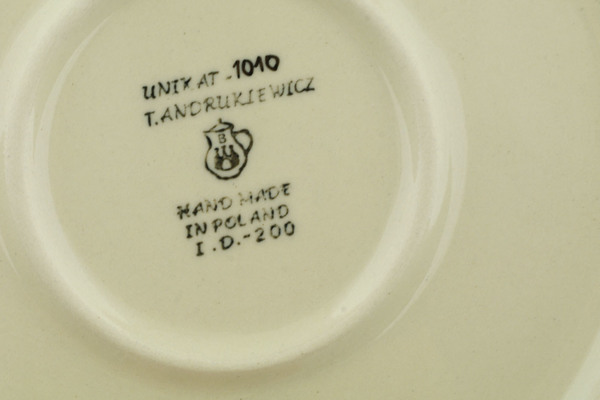 UNIKAT-1010
T.ANDRUKIEWICZ
B
HAND MADE
IN POLAND
I.D.-200